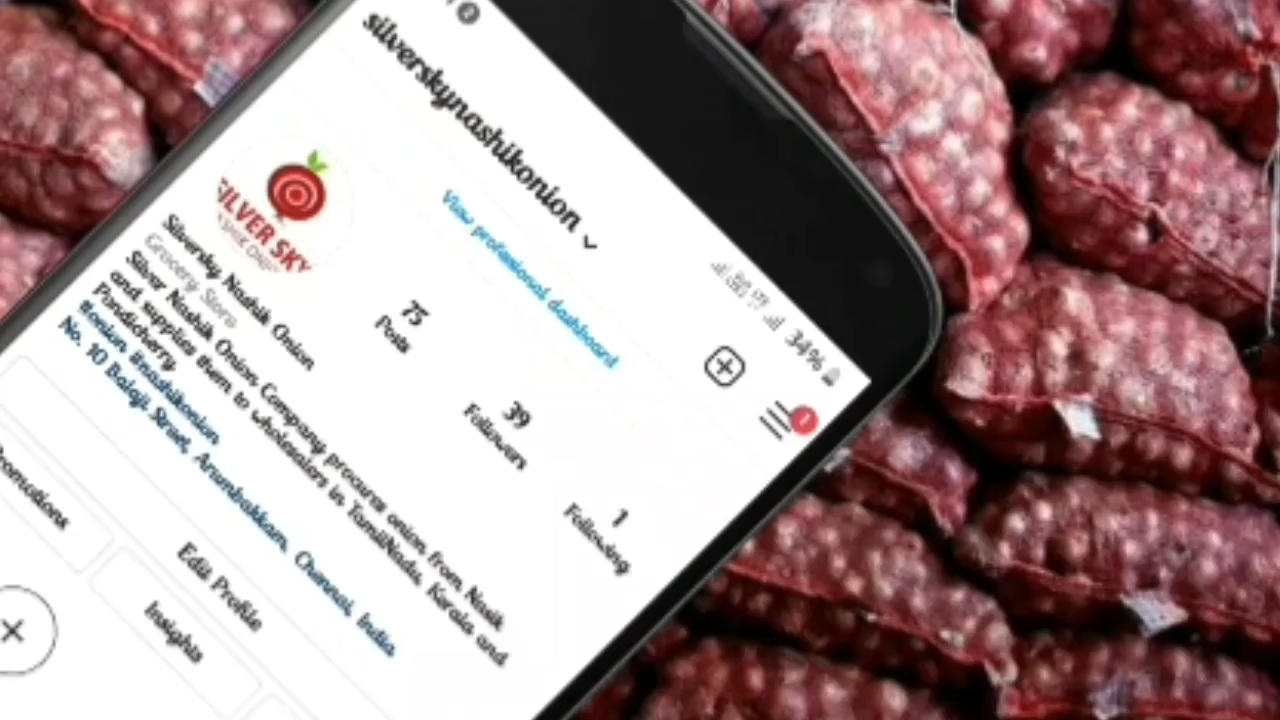 silverskynashikonion
34%
View professional dashboard
SILVER SKY
75
Posts
39
Followers
1
Following
Silversky Nashik Onion
Grocery Store
Silver Nashik Onion Company procures onion from Nasik
and supplies them to wholesalers in TamilNadu, Kerala and
Pondicherry
#onion #nashikonion
No. 10 Balaji Street, Arumbakkam, Chennai, India
Edit Profile
Promotions
Insights